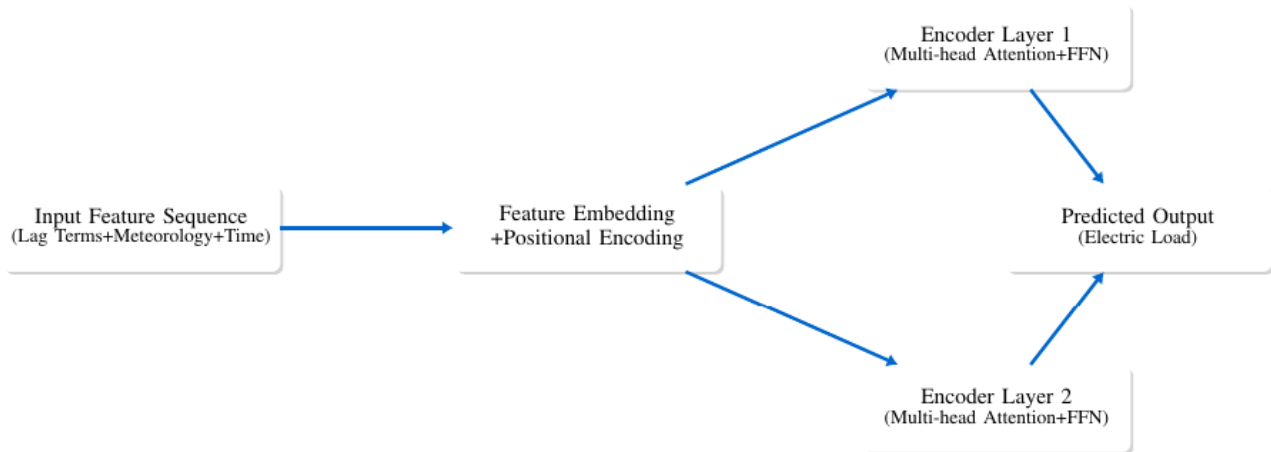 Input Feature Sequence
(Lag Terms+Meteorology+Time)
Feature Embedding
+Positional Encoding
Encoder Layer 1
(Multi-head Attention+FFN)
Encoder Layer 2
(Multi-head Attention+FFN)
Predicted Output
(Electric Load)